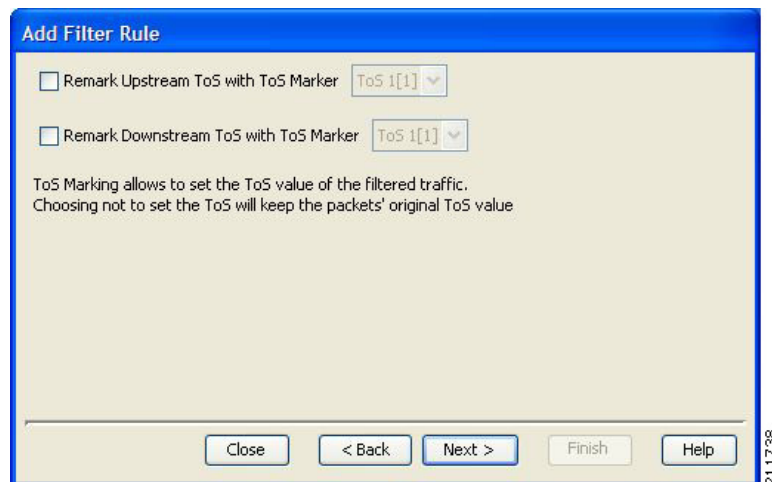 Add Filter Rule
Remark Upstream ToS with ToS Marker ToS 1[1]
Remark Downstream ToS with ToS Marker ToS 1[1]
ToS Marking allows to set the ToS value of the filtered traffic.
Choosing not to set the ToS will keep the packets' original ToS value
Close < Back Next > Finish Help
211738